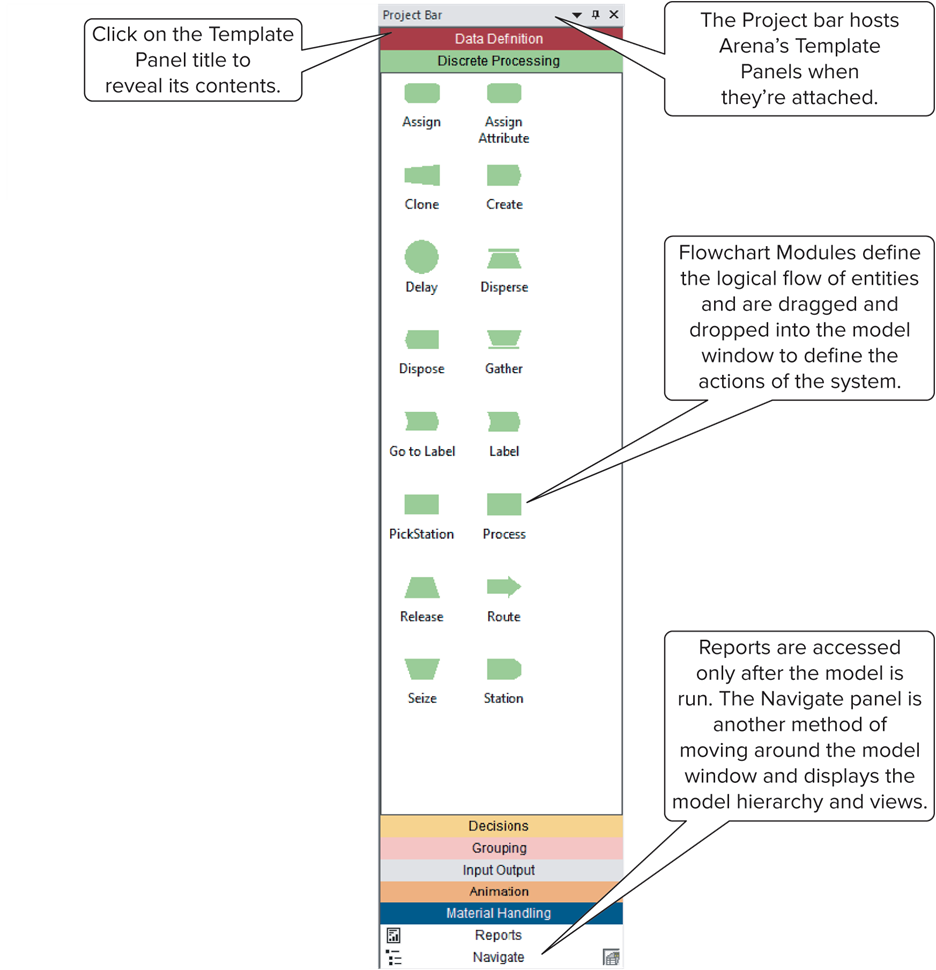 Project Bar
Click on the Template
Panel title to
reveal its contents.
The Project bar hosts
Arena's Template
Panels when
they're attached.
Data Definition
Discrete Processing
Assign
Assign
Attribute
Clone
Create
Delay
Disperse
Dispose
Gather
Go to Label
Label
PickStation
Process
Release
Route
Seize
Station
Flowchart Modules define
the logical flow of entities
and are dragged and
dropped into the model
window to define the
actions of the system.
Reports are accessed
only after the model is
run. The Navigate panel is
another method of
moving around the model
window and displays the
model hierarchy and views.
Decisions
Grouping
Input Output
Animation
Material Handling
Reports
Navigate